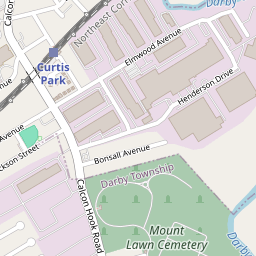 Calcon
Northeast Cor
Darby
Elmwood Avenue
Curtis
Park
Henderson Drive
Avenue
kson Street
Bonsall Avenue
Darby Township
Calcon Hook Road
Mount
Lawn Cemetery
Darby